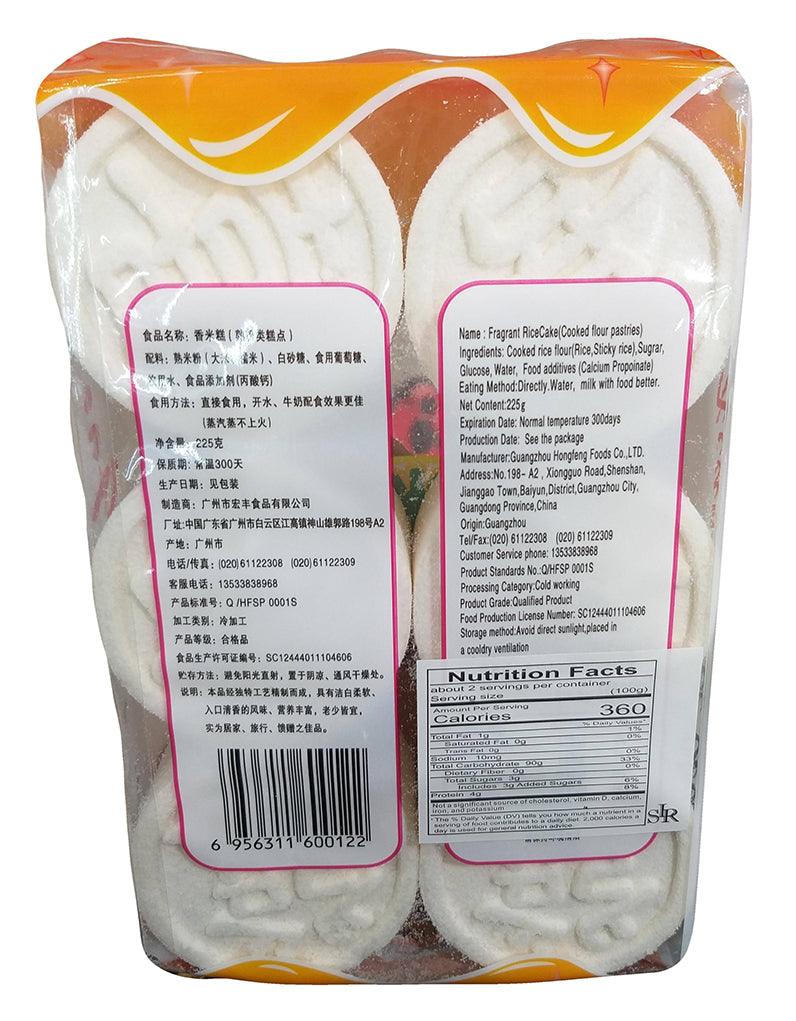 食品名称：香米糕（熟粉类糕点）
配料：熟米粉（大米、糯米）、白砂糖、食用葡萄糖、
饮用水、食品添加剂(丙酸钙)
食用方法：直接食用，开水、牛奶配食效果更佳
(蒸汽蒸不上火)
净含量：225克
保质期：常温300天
生产日期：见包装
制造商：广州市宏丰食品有限公司
厂址:中国广东省广州市白云区江高镇神山雄郭路198号A2
产地：广州市
电话/传真：(020)61122308 (020)61122309
客服电话：13533838968
产品标准号：Q /HFSP 0001S
加工类别：冷加工
产品等级：合格品
食品生产许可证编号：SC12444011104606
贮存方法：避免阳光直射，置于阴凉、通风干燥处。
说明：本品经独特工艺精制而成，具有洁白柔软、
入口清香的风味，营养丰富，老少皆宜，
实为居家、旅行、馈赠之佳品。
6 956311 600122
Name : Fragrant RiceCake(Cooked flour pastries)
Ingredients: Cooked rice flour(Rice,Sticky rice),Sugrar,
Glucose, Water, Food additives (Calcium Propoinate)
Eating Method:Directly.Water, milk with food better.
Net Content:225g
Expiration Date: Normal temperature 300days
Production Date: See the package
Manufacturer:Guangzhou Hongfeng Foods Co.,LTD.
Address:No.198- A2 , Xiongguo Road,Shenshan,
Jianggao Town,Baiyun,District,Guangzhou City,
Guangdong Province,China
Origin:Guangzhou
Tel/Fax:(020) 61122308 (020) 61122309
Customer Service phone: 13533838968
Product Standards No.:Q/HFSP 0001S
Processing Category:Cold working
Product Grade:Qualified Product
Food Production License Number: SC12444011104606
Storage method:Avoid direct sunlight,placed in
a cooldry ventilation
Nutrition Facts
about 2 servings per container
Serving size (100g)
Amount Per Serving
Calories 360
% Daily Values*
Total Fat 1g 1%
Saturated Fat 0g 0%
Trans Fat 0g
Sodium 10mg 0%
Total Carbohydrate 90g 33%
Dietary Fiber 0g 0%
Total Sugars 3g
Includes 3g Added Sugars 6%
Protein 4g 8%
Not a significant source of cholesterol, vitamin D, calcium,
iron, and potassium
* The % Daily Value (DV) tells you how much a nutrient in a
serving of food contributes to a daily diet. 2,000 calories a
day is used for general nutrition advice.
SLR